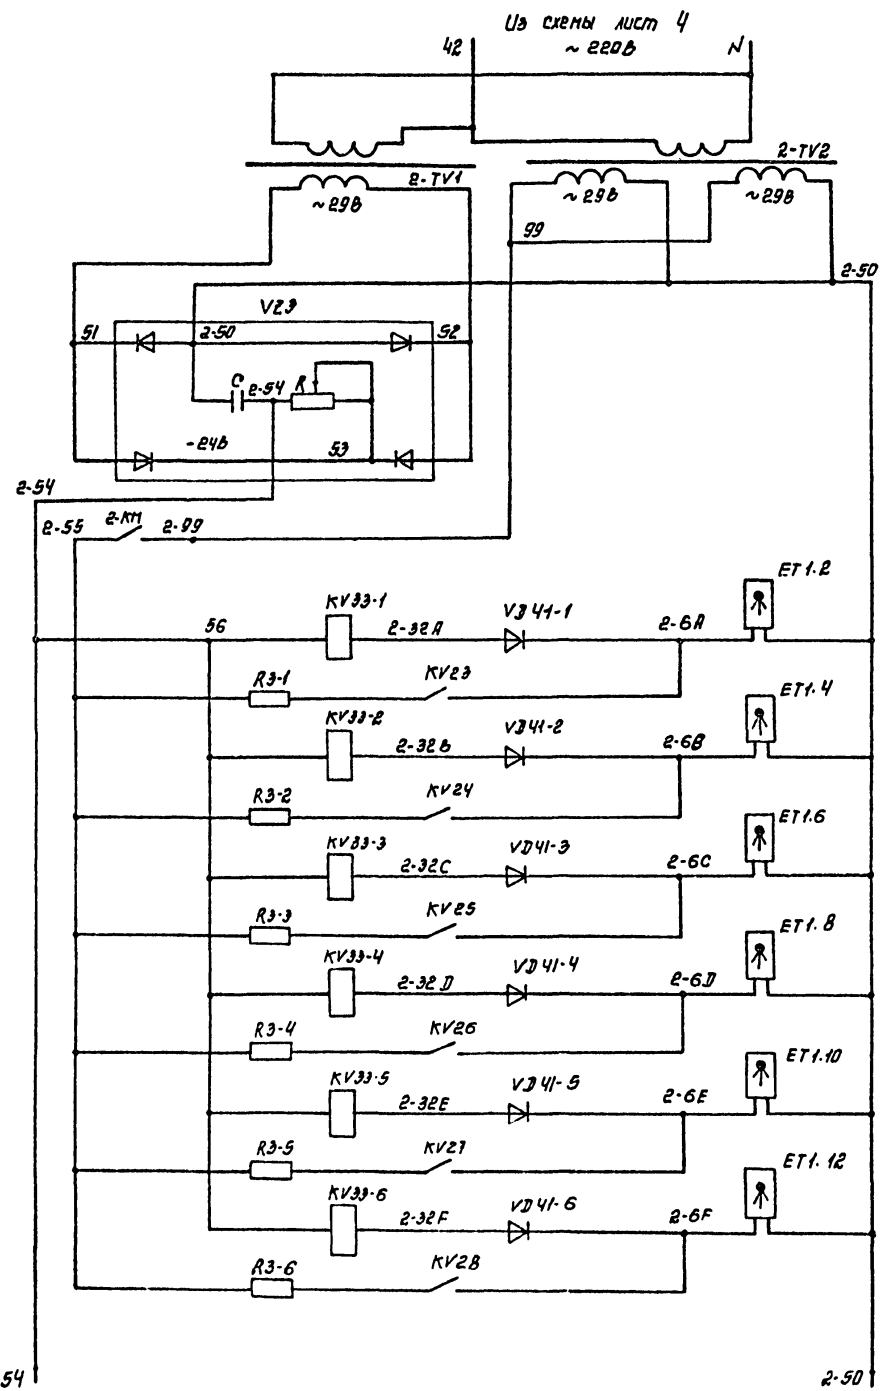 Из схемы лист 4
42 ~220В N
2-TV1 2-TV2
~29В ~29В ~29В
99
2-50
VZ3
51 2-50 52
C 2-54 R
-24В 53
2-54
2-55 2-КМ 2-99
ET1.2
KV33-1 VD41-1
56 2-32A 2-6A
R3-1 KV23
ET1.4
KV33-2 VD41-2
2-32B 2-6B
R3-2 KV24
ET1.6
KV33-3 VD41-3
2-32C 2-6C
R3-3 KV25
ET1.8
KV33-4 VD41-4
2-32D 2-6D
R3-4 KV26
ET1.10
KV33-5 VD41-5
2-32E 2-6E
R3-5 KV27
ET1.12
KV33-6 VD41-6
2-32F 2-6F
R3-6 KV28
54 2-50